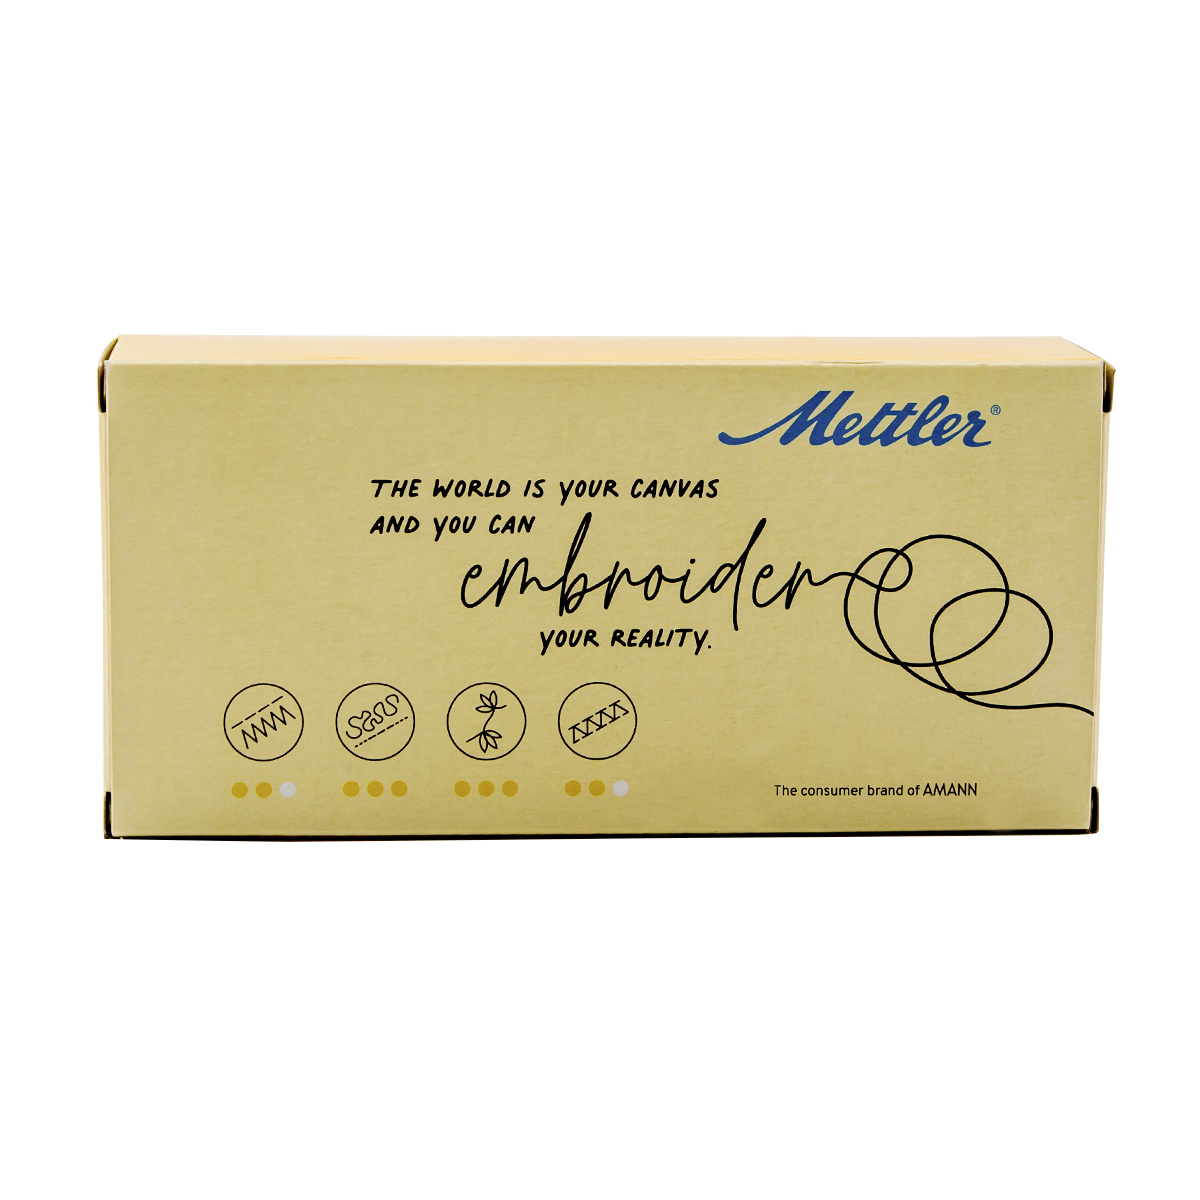 Mettler®
THE WORLD IS YOUR CANVAS
AND YOU CAN
embroider
YOUR REALITY.
The consumer brand of AMANN